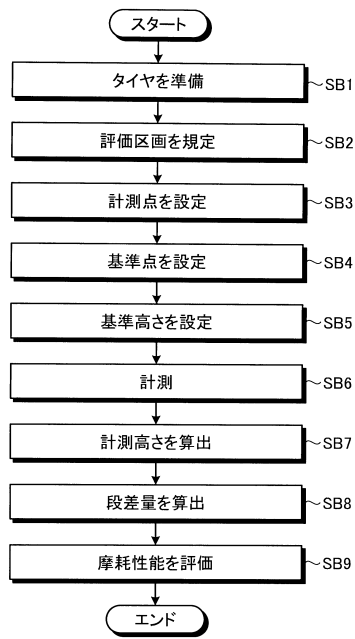 スタート
タイヤを準備 SB1
評価区画を規定 SB2
計測点を設定 SB3
基準点を設定 SB4
基準高さを設定 SB5
計測 SB6
計測高さを算出 SB7
段差量を算出 SB8
摩耗性能を評価 SB9
エンド